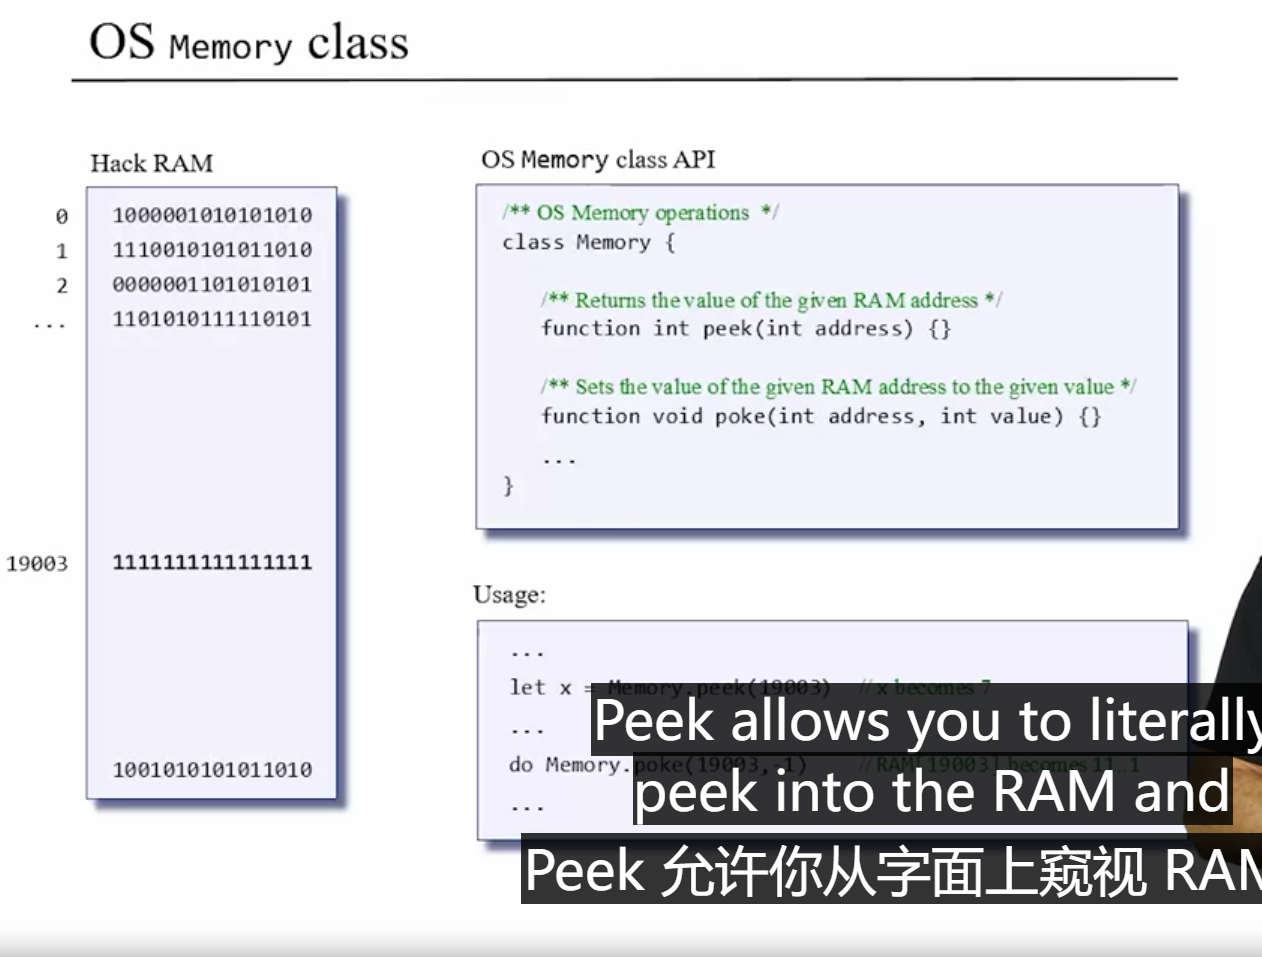 OS Memory class
Hack RAM
0 1000001010101010
1 1110010101011010
2 0000001101010101
... 1101010111110101
19003 1111111111111111
1001010101011010
OS Memory class API
/** OS Memory operations */
class Memory {
/** Returns the value of the given RAM address */
function int peek(int address) {}
/** Sets the value of the given RAM address to the given value */
function void poke(int address, int value) {}
...
}
Usage:
...
let x = Memory.peek(19003) // x becomes 7
...
do Memory.poke(19003,-1) // RAM[19003] becomes 11..1
...
Peek allows you to literally
peek into the RAM and
Peek 允许你从字面上窥视 RAM